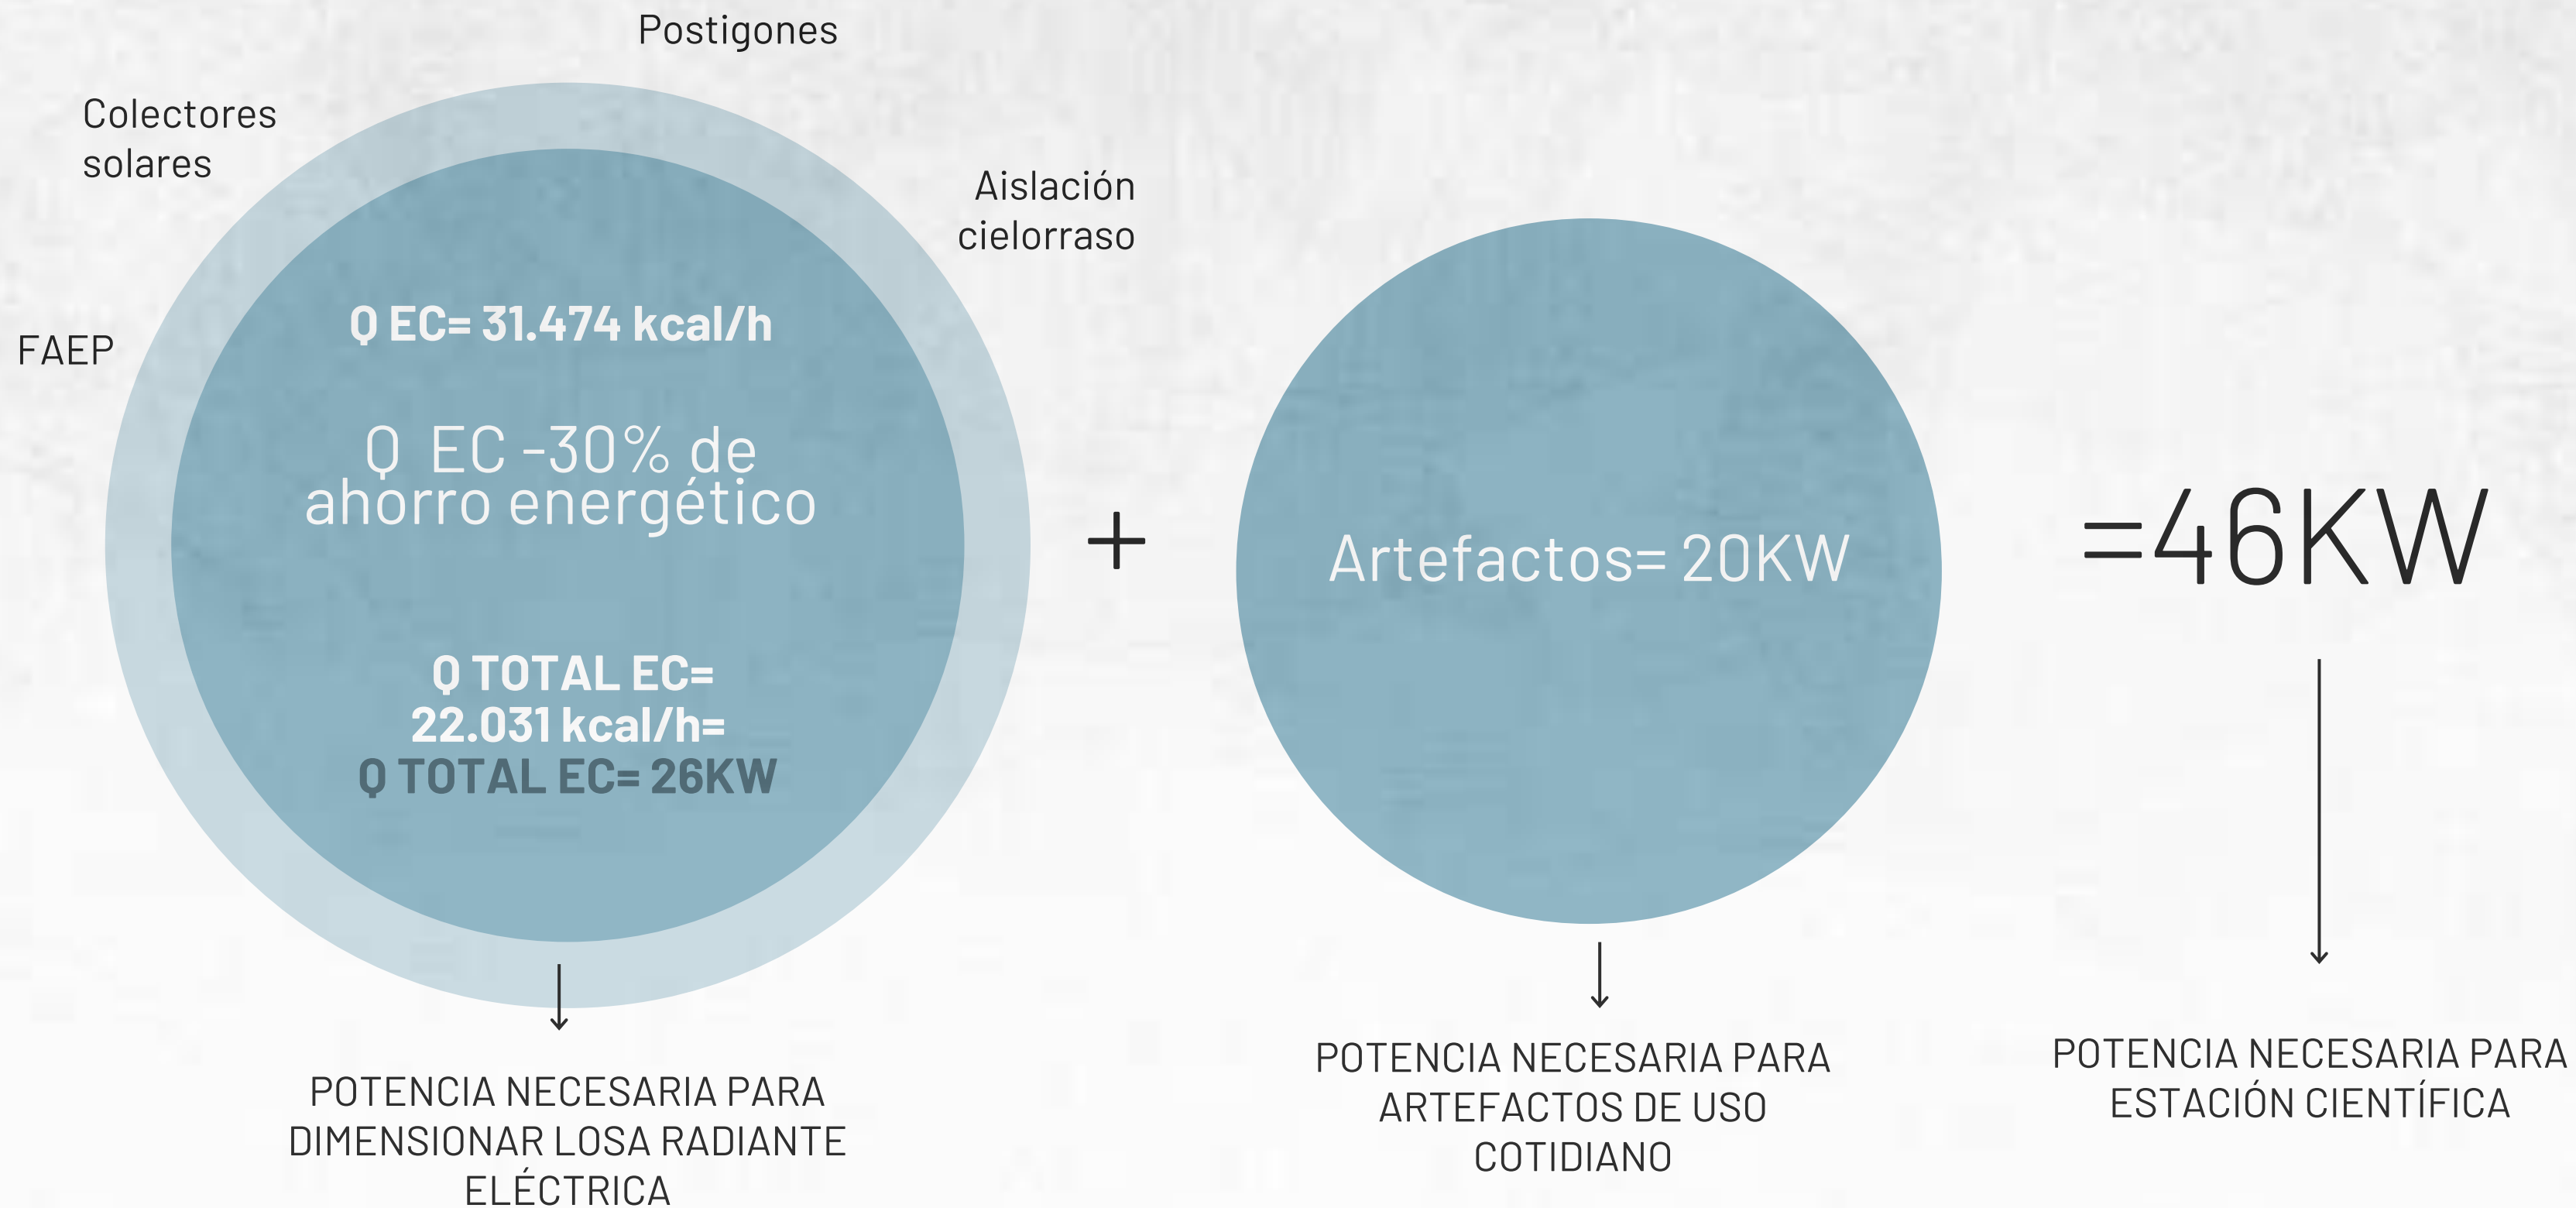 Postigones
Colectores
solares
Aislación
cielorraso
FAEP
Q EC= 31.474 kcal/h
Q EC -30% de
ahorro energético
Q TOTAL EC=
22.031 kcal/h=
Q TOTAL EC= 26KW
POTENCIA NECESARIA PARA
DIMENSIONAR LOSA RADIANTE
ELÉCTRICA
+
Artefactos= 20KW
POTENCIA NECESARIA PARA
ARTEFACTOS DE USO
COTIDIANO
=46KW
POTENCIA NECESARIA PARA
ESTACIÓN CIENTÍFICA